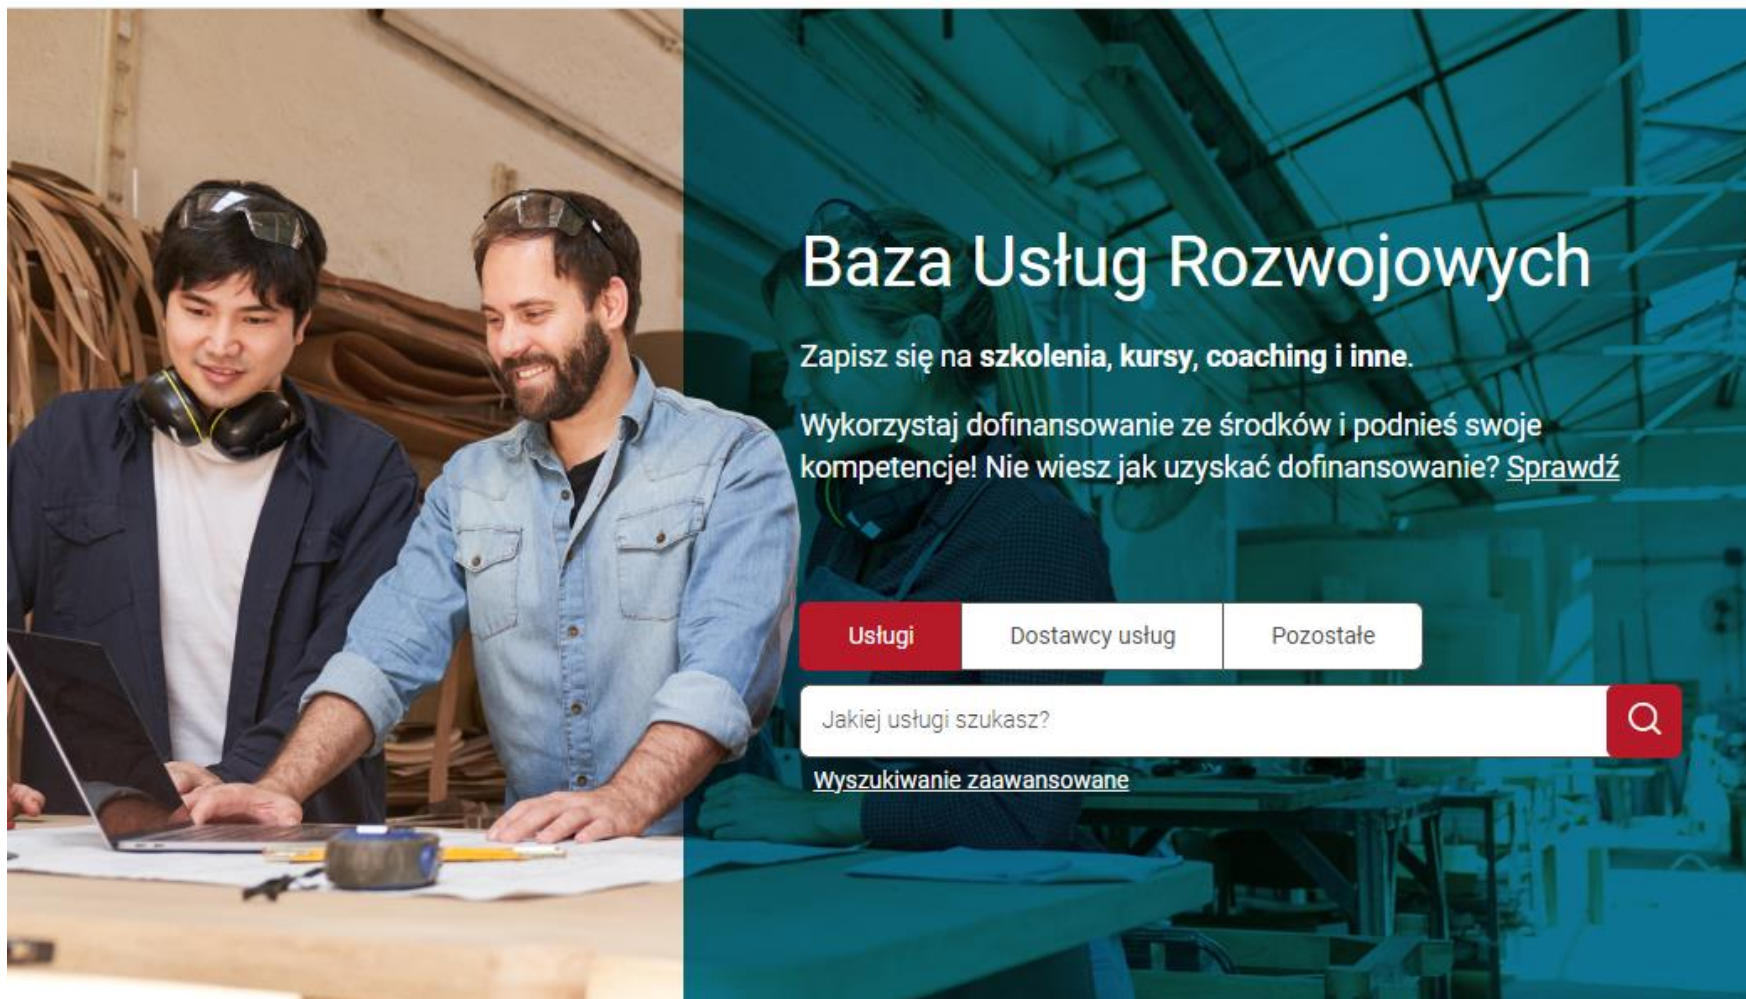 Baza Usług Rozwojowych
Zapisz się na szkolenia, kursy, coaching i inne.
Wykorzystaj dofinansowanie ze środków i podnieś swoje
kompetencje! Nie wiesz jak uzyskać dofinansowanie? Sprawdź
Usługi Dostawcy usług Pozostałe
Jakiej usługi szukasz?
Wyszukiwanie zaawansowane